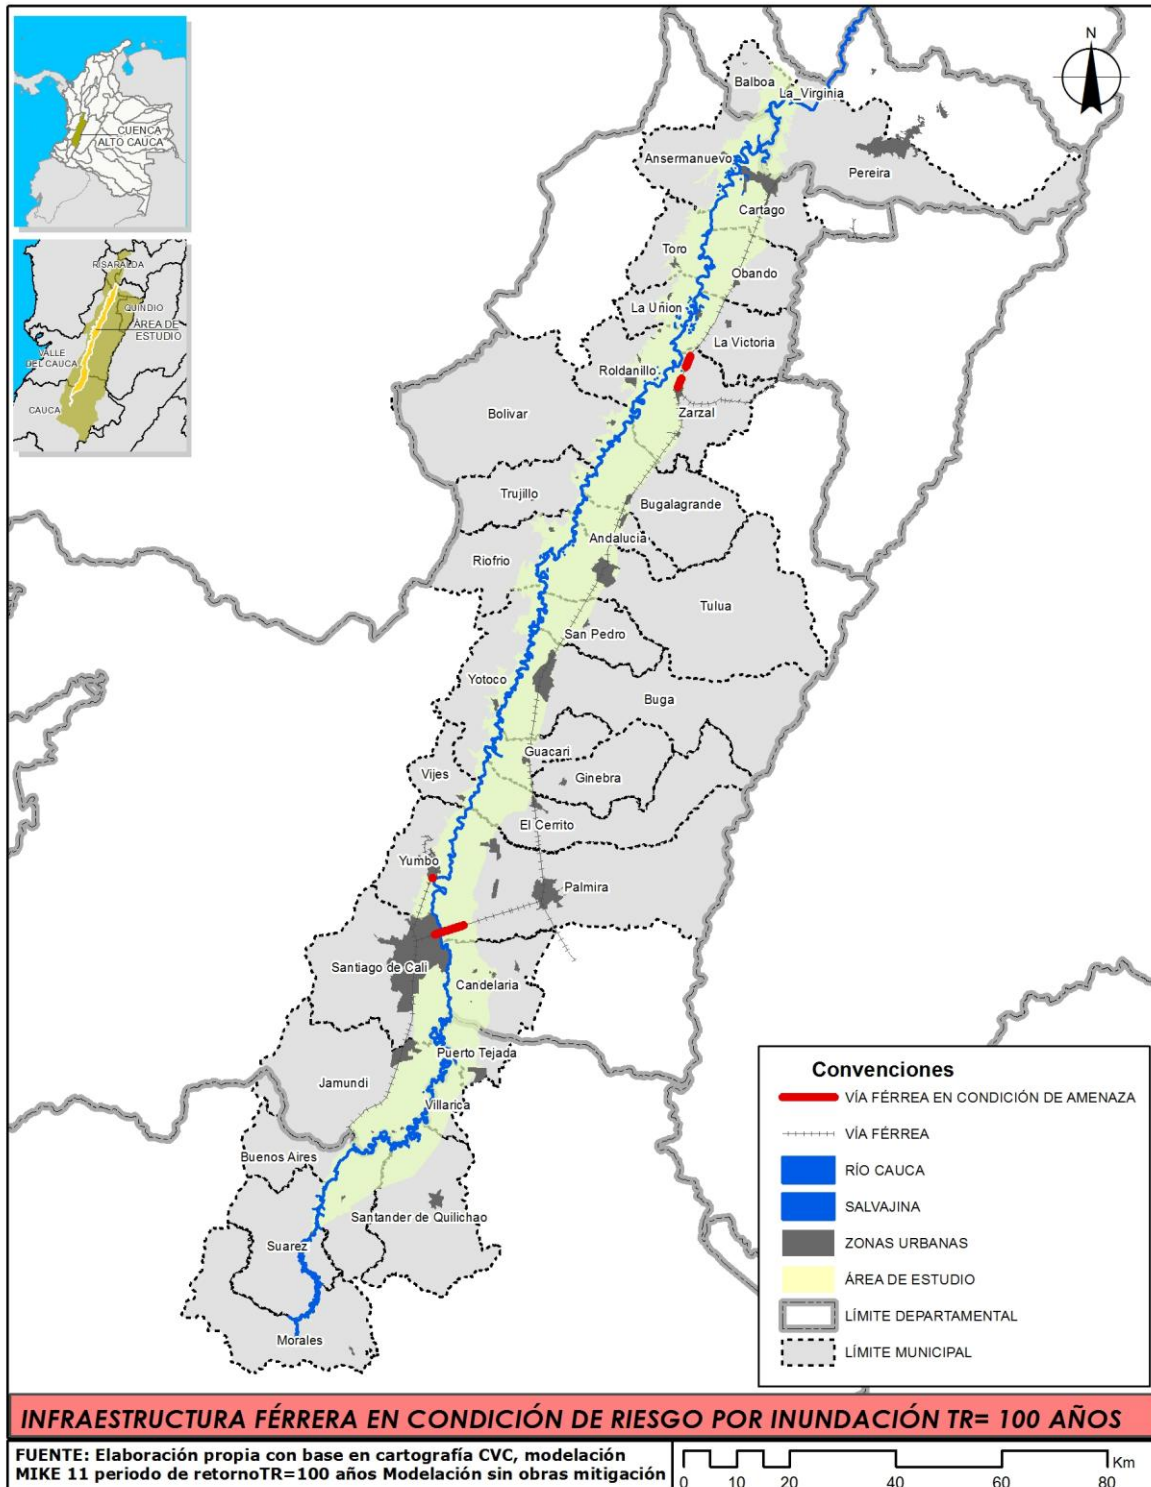 CUENCA
ALTO CAUCA
RISARALDA
QUINDIO
ÁREA DE
ESTUDIO
VALLE
DEL CAUCA
CAUCA
N
Balboa
La_Virginia
Ansermanuevo
Pereira
Cartago
Toro
Obando
La Union
La Victoria
Roldanillo
Bolivar
Zarzal
Trujillo
Bugalagrande
Andalucia
Riofrio
Tulua
San Pedro
Yotoco
Buga
Guacari
Vijes
Ginebra
El Cerrito
Yumbo
Palmira
Santiago de Cali
Candelaria
Puerto Tejada
Jamundi
Villarica
Buenos Aires
Santander de Quilichao
Suarez
Morales
Convenciones
VÍA FÉRREA EN CONDICIÓN DE AMENAZA
VÍA FÉRREA
RÍO CAUCA
SALVAJINA
ZONAS URBANAS
ÁREA DE ESTUDIO
LÍMITE DEPARTAMENTAL
LÍMITE MUNICIPAL
INFRAESTRUCTURA FÉRRERA EN CONDICIÓN DE RIESGO POR INUNDACIÓN TR= 100 AÑOS
FUENTE: Elaboración propia con base en cartografía CVC, modelación
MIKE 11 periodo de retornoTR=100 años Modelación sin obras mitigación
Km
0 10 20 40 60 80